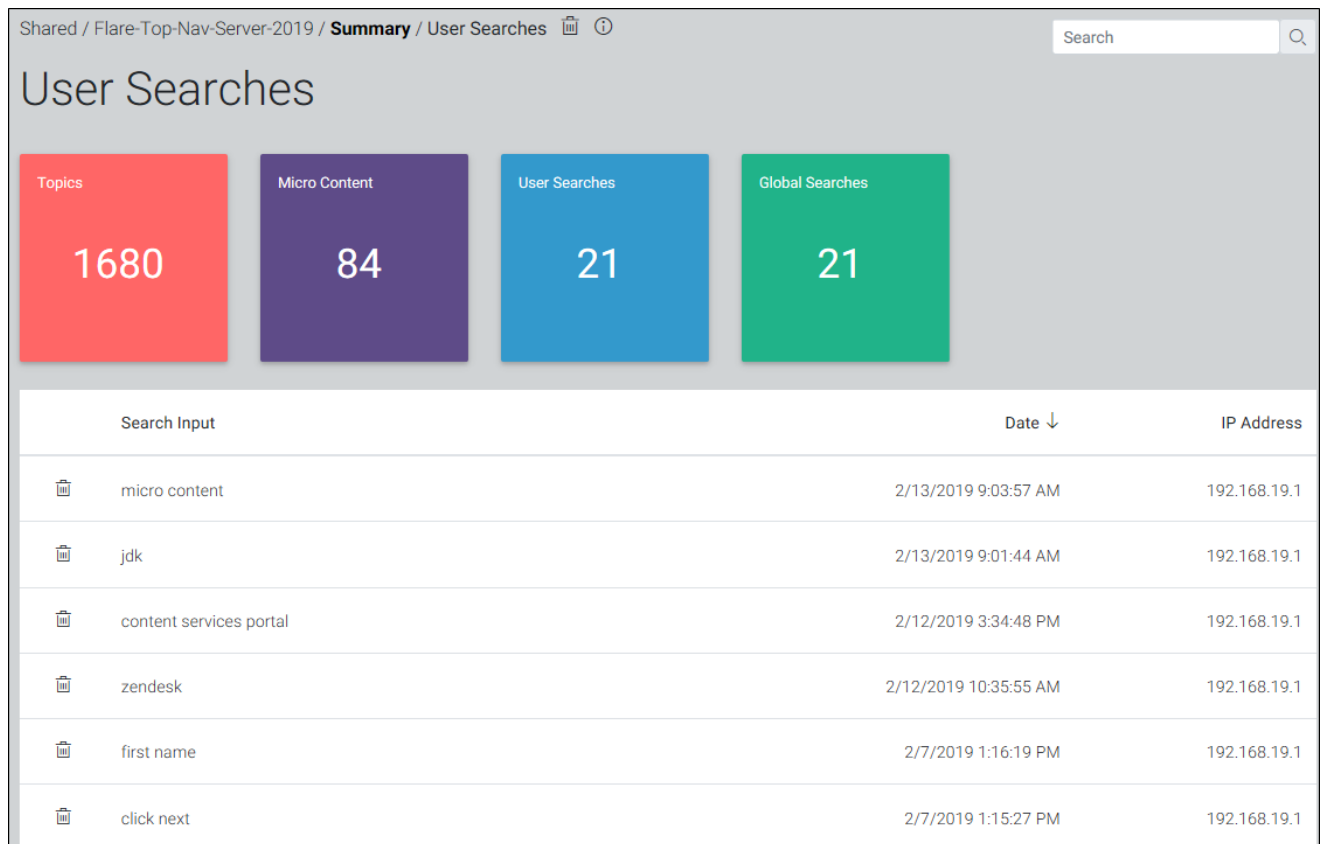 Shared / Flare-Top-Nav-Server-2019 / Summary / User Searches
Search
User Searches
Topics Micro Content User Searches Global Searches
1680 84 21 21
Search Input Date IP Address
micro content 2/13/2019 9:03:57 AM 192.168.19.1
jdk 2/13/2019 9:01:44 AM 192.168.19.1
content services portal 2/12/2019 3:34:48 PM 192.168.19.1
zendesk 2/12/2019 10:35:55 AM 192.168.19.1
first name 2/7/2019 1:16:19 PM 192.168.19.1
click next 2/7/2019 1:15:27 PM 192.168.19.1